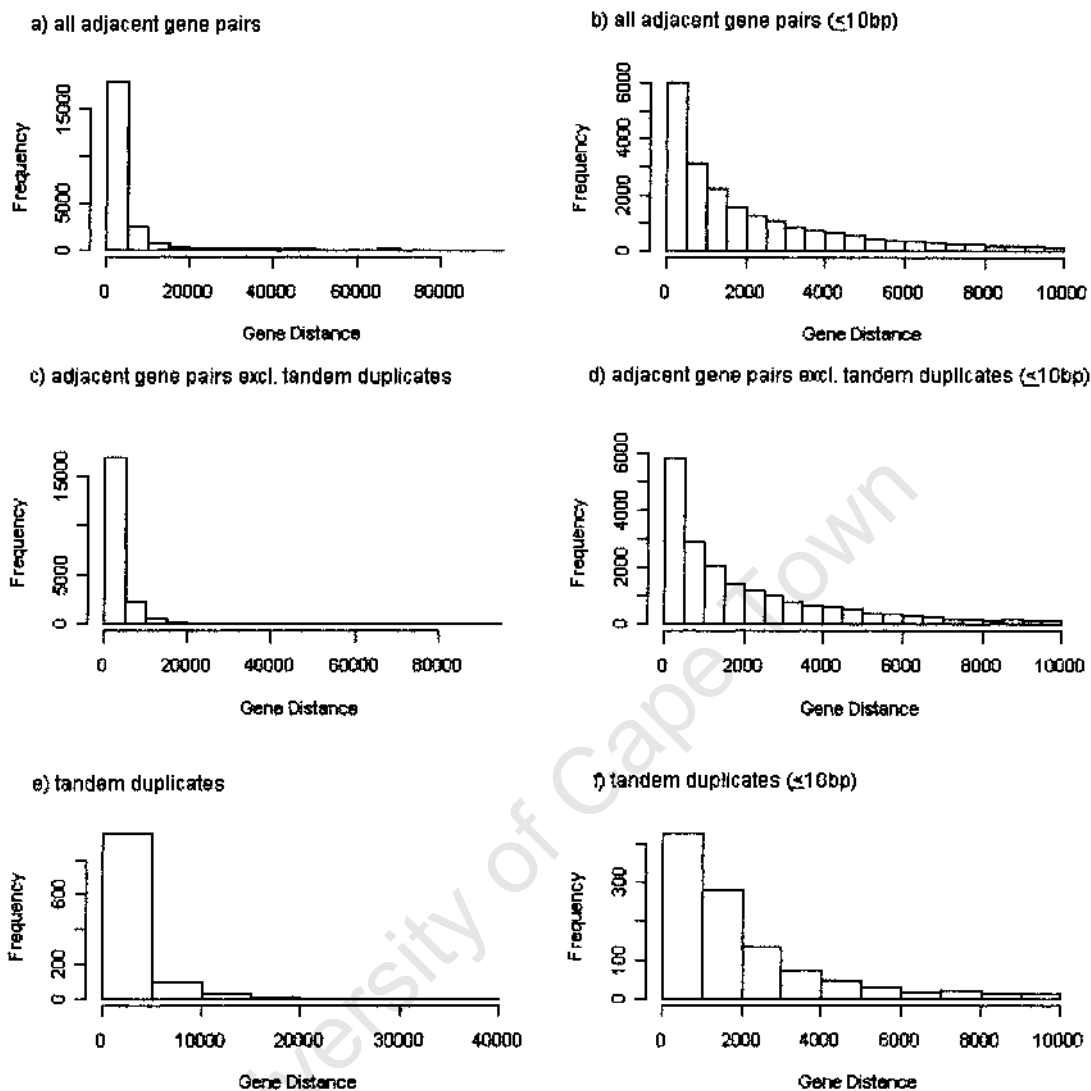 a) all adjacent gene pairs
15000
5000
0
Frequency
0 20000 40000 60000 80000
Gene Distance
b) all adjacent gene pairs (≤10bp)
6000
4000
2000
0
Frequency
0 2000 4000 6000 8000 10000
Gene Distance
c) adjacent gene pairs excl. tandem duplicates
15000
5000
0
Frequency
0 20000 40000 60000 80000
Gene Distance
d) adjacent gene pairs excl. tandem duplicates (≤10bp)
6000
4000
2000
0
Frequency
0 2000 4000 6000 8000 10000
Gene Distance
e) tandem duplicates
600
200
0
Frequency
0 10000 20000 30000 40000
Gene Distance
f) tandem duplicates (≤10bp)
300
100
0
Frequency
0 2000 4000 6000 8000 10000
Gene Distance
versity of Cape Town